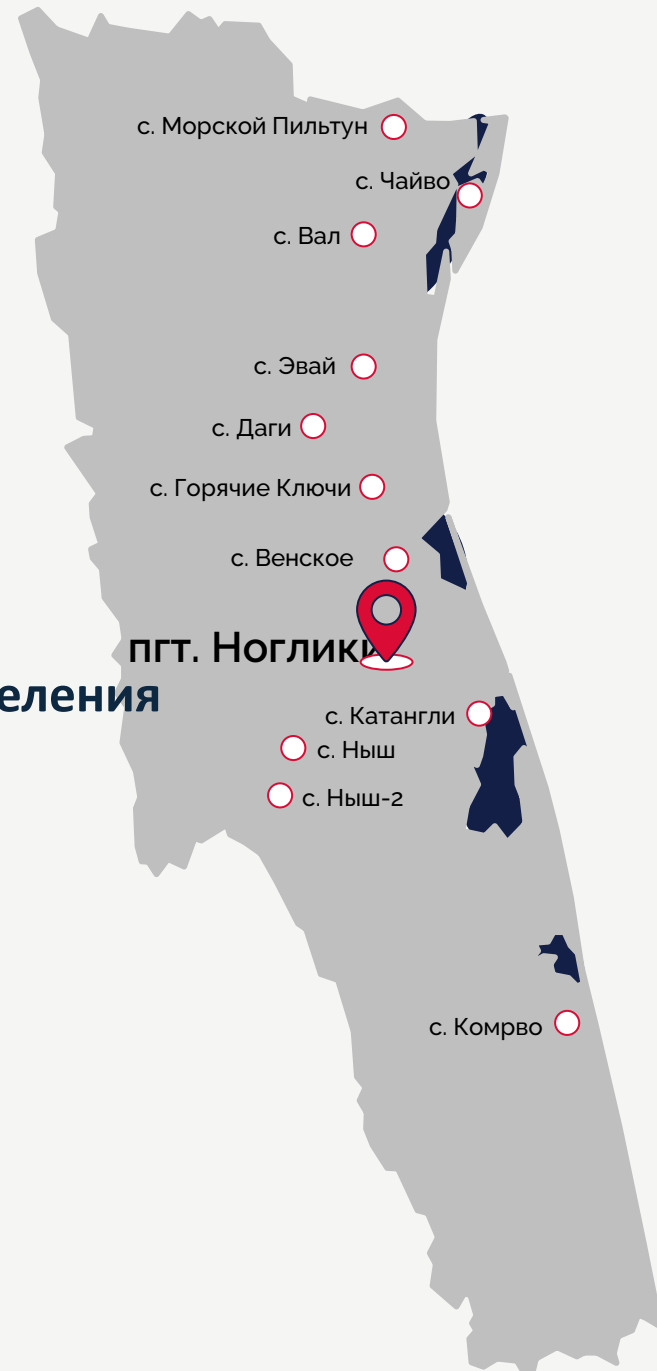 с. Морской Пильтун
с. Чайво
с. Вал
с. Эвай
с. Даги
с. Горячие Ключи
с. Венское
пгт. Ноглики
еления
с. Катангли
с. Ныш
с. Ныш-2
с. Комрво